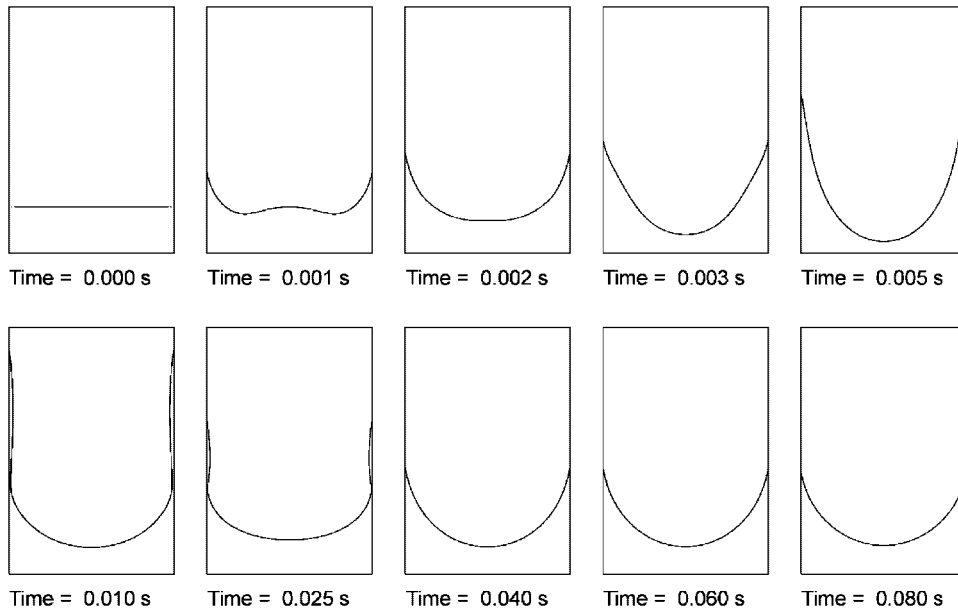 Time = 0.000 s
Time = 0.001 s
Time = 0.002 s
Time = 0.003 s
Time = 0.005 s
Time = 0.010 s
Time = 0.025 s
Time = 0.040 s
Time = 0.060 s
Time = 0.080 s